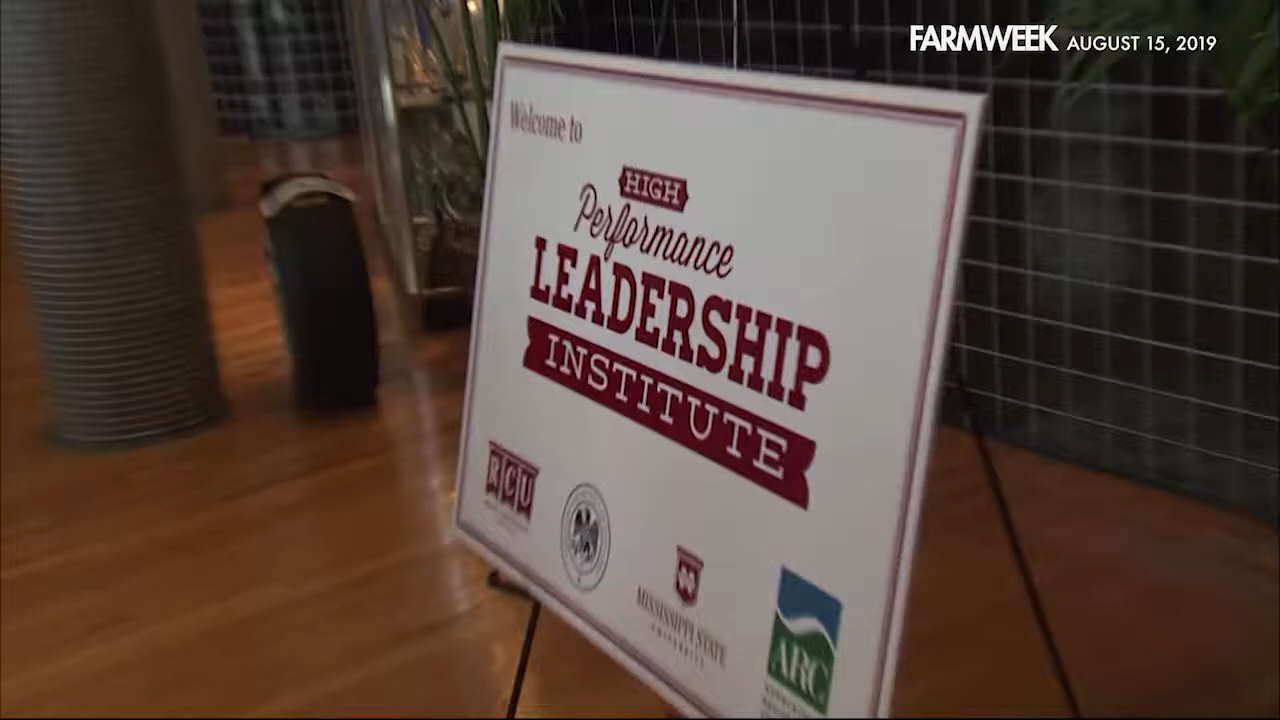 FARMWEEK AUGUST 15, 2019
Welcome to
HIGH
Performance
LEADERSHIP
INSTITUTE
RCU
MISSISSIPPI STATE
UNIVERSITY
ARC